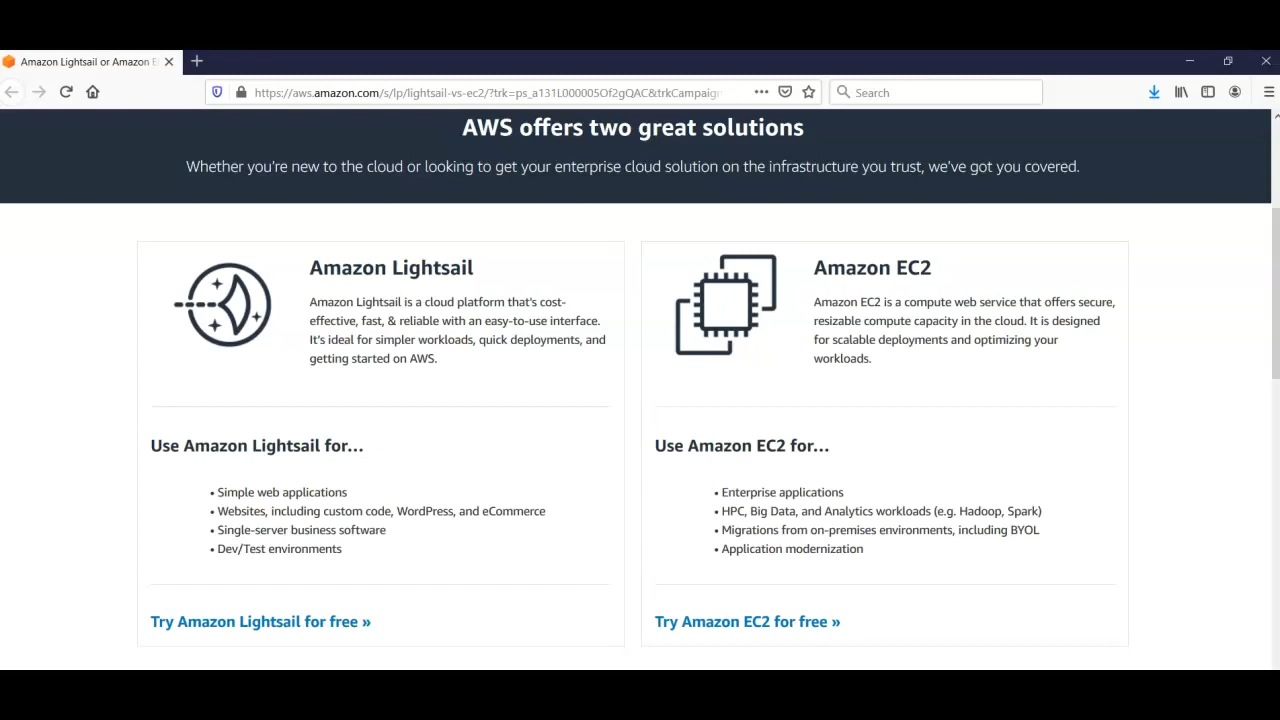 Amazon Lightsail or Amazon E
https://aws.amazon.com/s/lp/lightsail-vs-ec2/?trk=ps_a131L000005Of2gQAC&trkCampaign
Search
AWS offers two great solutions
Whether you're new to the cloud or looking to get your enterprise cloud solution on the infrastructure you trust, we've got you covered.
Amazon Lightsail
Amazon Lightsail is a cloud platform that's cost-
effective, fast, & reliable with an easy-to-use interface.
It's ideal for simpler workloads, quick deployments, and
getting started on AWS.
Use Amazon Lightsail for...
• Simple web applications
• Websites, including custom code, WordPress, and eCommerce
• Single-server business software
• Dev/Test environments
Try Amazon Lightsail for free »
Amazon EC2
Amazon EC2 is a compute web service that offers secure,
resizable compute capacity in the cloud. It is designed
for scalable deployments and optimizing your
workloads.
Use Amazon EC2 for...
• Enterprise applications
• HPC, Big Data, and Analytics workloads (e.g. Hadoop, Spark)
• Migrations from on-premises environments, including BYOL
• Application modernization
Try Amazon EC2 for free »